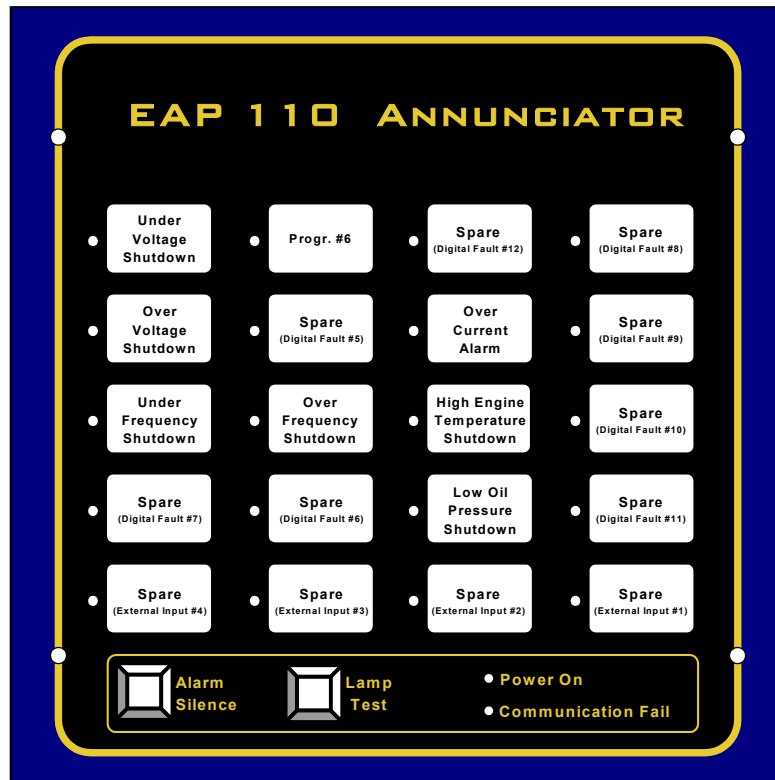 EAP 110 ANNUNCIATOR
Under
Voltage
Shutdown
Progr. #6
Spare
(Digital Fault #12)
Spare
(Digital Fault #8)
Over
Voltage
Shutdown
Spare
(Digital Fault #5)
Over
Current
Alarm
Spare
(Digital Fault #9)
Under
Frequency
Shutdown
Over
Frequency
Shutdown
High Engine
Temperature
Shutdown
Spare
(Digital Fault #10)
Spare
(Digital Fault #7)
Spare
(Digital Fault #6)
Low Oil
Pressure
Shutdown
Spare
(Digital Fault #11)
Spare
(External Input #4)
Spare
(External Input #3)
Spare
(External Input #2)
Spare
(External Input #1)
Alarm
Silence
Lamp
Test
Power On
Communication Fail